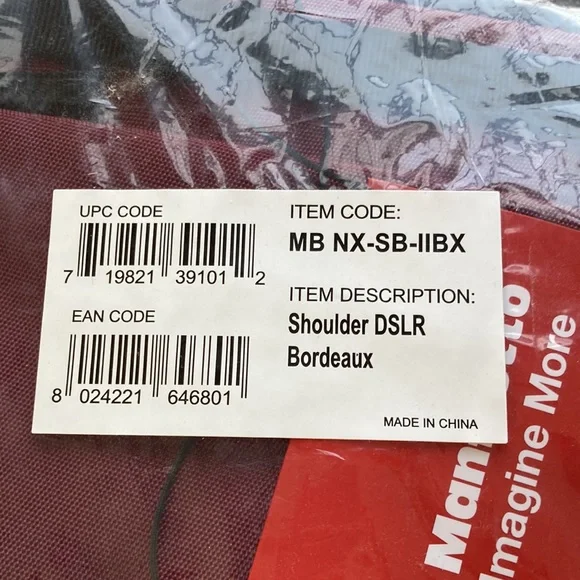 UPC CODE
7 19821 39101 2
EAN CODE
8 024221 646801
ITEM CODE:
MB NX-SB-IIBX
ITEM DESCRIPTION:
Shoulder DSLR
Bordeaux
MADE IN CHINA
Imagine More